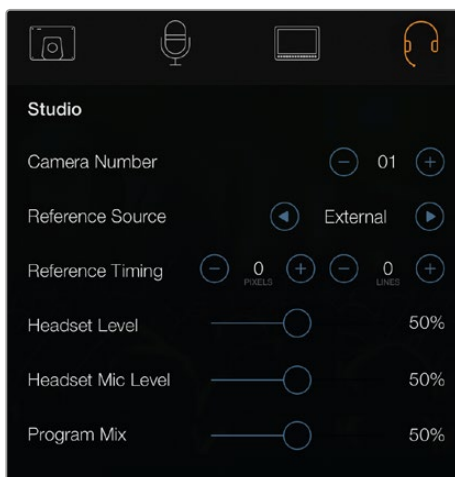 Studio
Camera Number 01
Reference Source External
Reference Timing 0 PIXELS 0 LINES
Headset Level 50%
Headset Mic Level 50%
Program Mix 50%